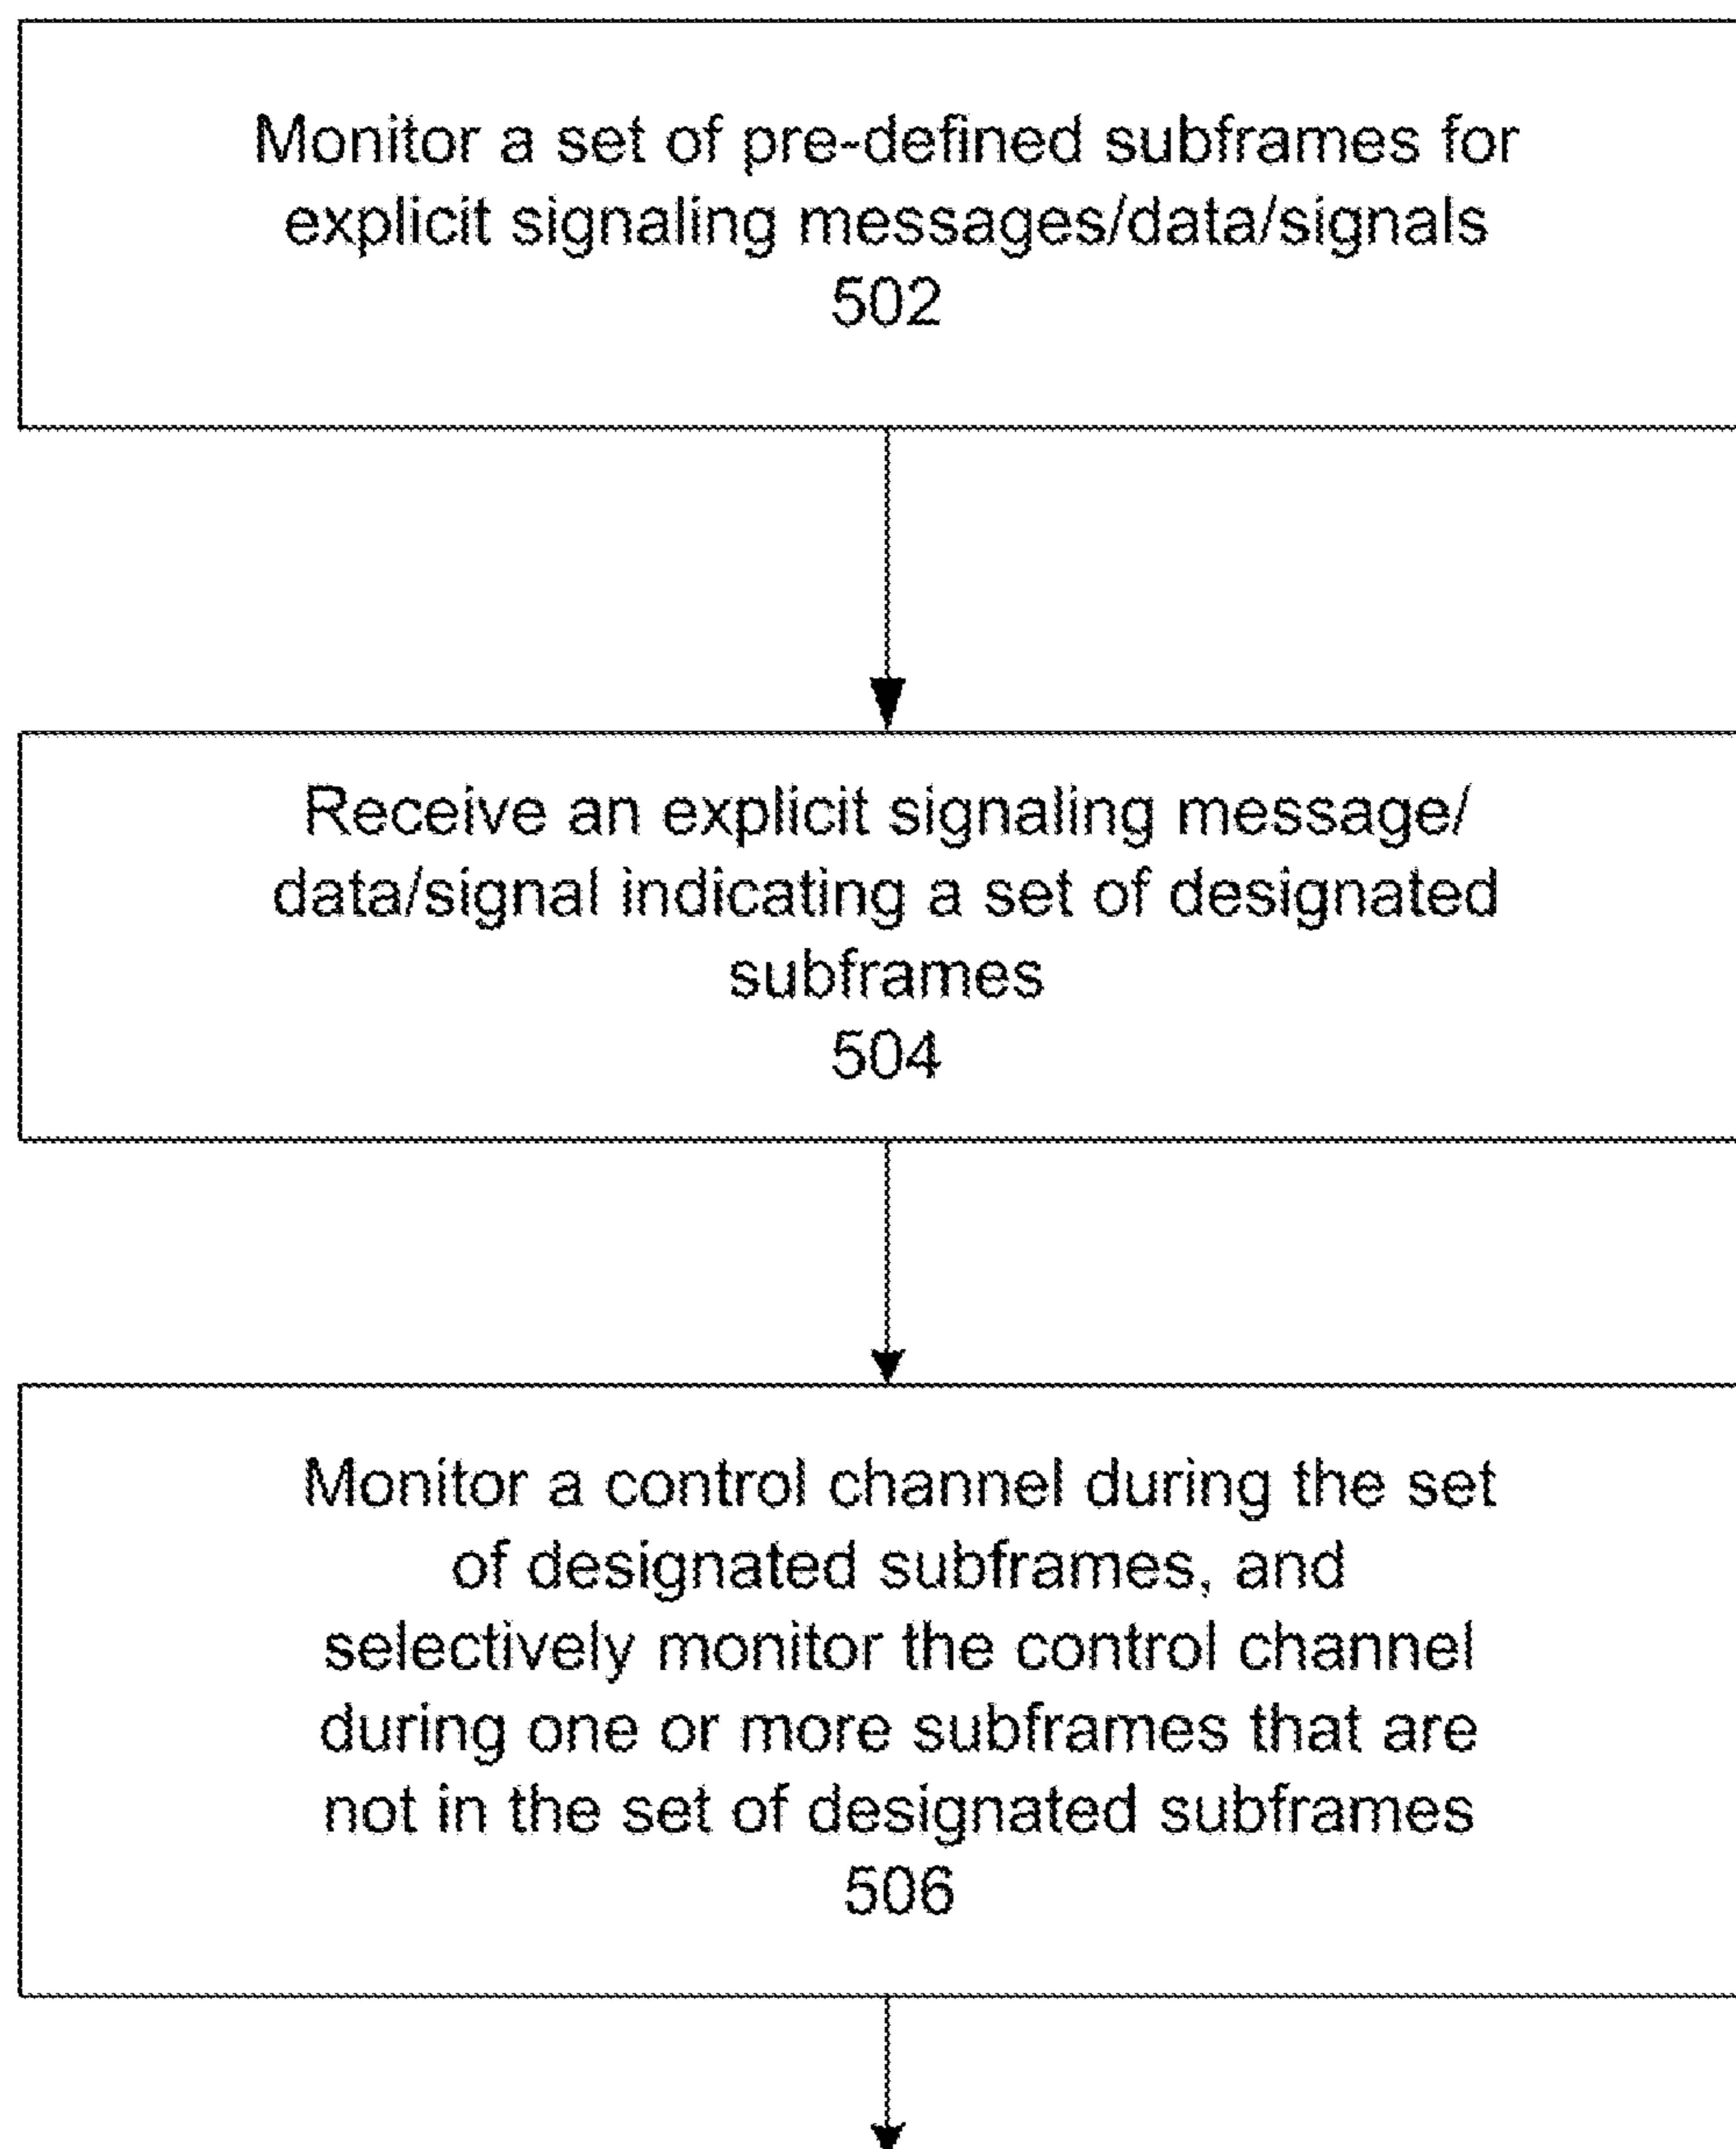 Monitor a set of pre-defined subframes for
explicit signaling messages/data/signals
502
Receive an explicit signaling message/
data/signal indicating a set of designated
subframes
504
Monitor a control channel during the set
of designated subframes, and
selectively monitor the control channel
during one or more subframes that are
not in the set of designated subframes
506